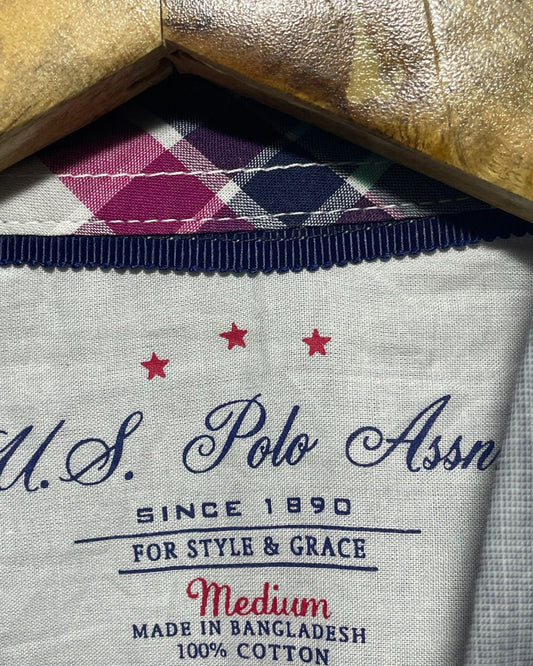 U.S. Polo Assn.
SINCE 1890
FOR STYLE & GRACE
Medium
MADE IN BANGLADESH
100% COTTON